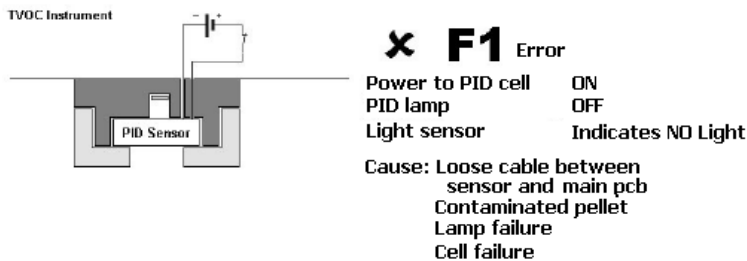 TVOC Instrument
PID Sensor
✗ F1 Error
Power to PID cell ON
PID lamp OFF
Light sensor Indicates NO Light
Cause: Loose cable between
sensor and main pcb
Contaminated pellet
Lamp failure
Cell failure